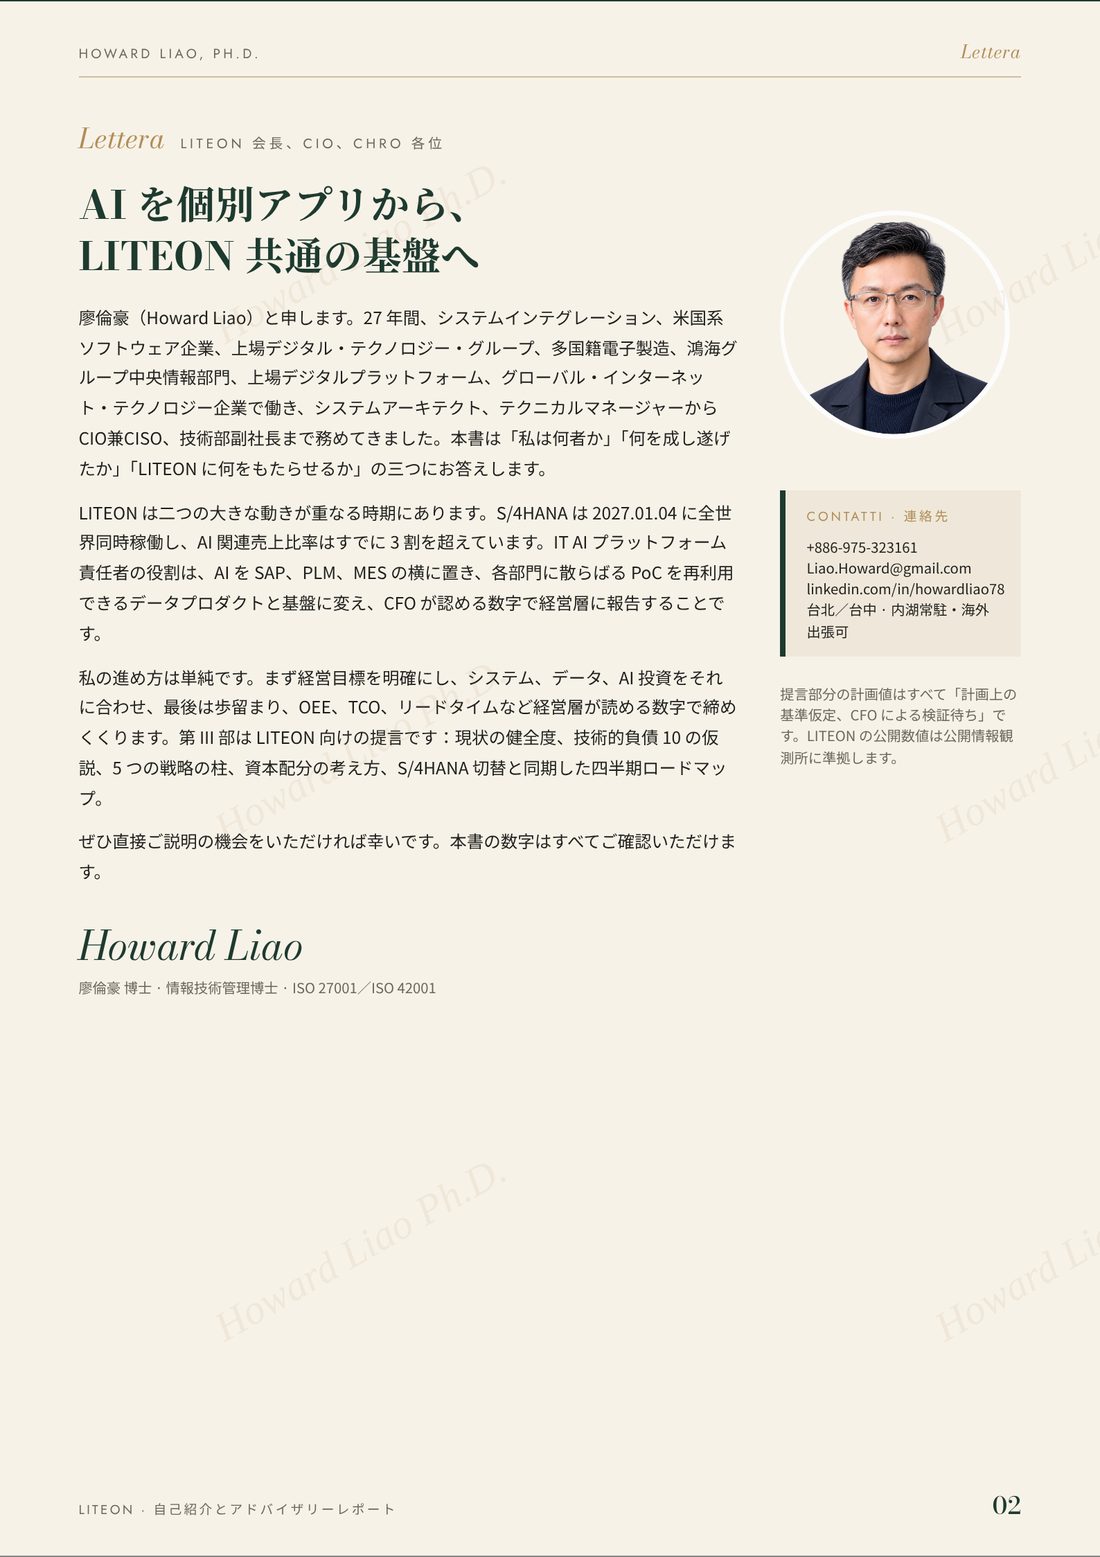 HOWARD LIAO, PH.D.
Lettera
Lettera LITEON 会長、CIO、CHRO 各位
AI を個別アプリから、
LITEON 共通の基盤へ
廖倫豪（Howard Liao）と申します。27 年間、システムインテグレーション、米国系
ソフトウェア企業、上場デジタル・テクノロジー・グループ、多国籍電子製造、鴻海グ
ループ中央情報部門、上場デジタルプラットフォーム、グローバル・インターネッ
ト・テクノロジー企業で働き、システムアーキテクト、テクニカルマネージャーから
CIO兼CISO、技術部副社長まで務めてきました。本書は「私は何者か」「何を成し遂げ
たか」「LITEON に何をもたらせるか」の三つにお答えします。
LITEON は二つの大きな動きが重なる時期にあります。S/4HANA は 2027.01.04 に全世
界同時稼働し、AI 関連売上比率はすでに 3 割を超えています。IT AI プラットフォーム
責任者の役割は、AI を SAP、PLM、MES の横に置き、各部門に散らばる PoC を再利用
できるデータプロダクトと基盤に変え、CFO が認める数字で経営層に報告することで
す。
私の進め方は単純です。まず経営目標を明確にし、システム、データ、AI 投資をそれ
に合わせ、最後は歩留まり、OEE、TCO、リードタイムなど経営層が読める数字で締め
くくります。第 III 部は LITEON 向けの提言です：現状の健全度、技術的負債 10 の仮
説、5 つの戦略の柱、資本配分の考え方、S/4HANA 切替と同期した四半期ロードマッ
プ。
ぜひ直接ご説明の機会をいただければ幸いです。本書の数字はすべてご確認いただけま
す。
Howard Liao
廖倫豪 博士 · 情報技術管理博士 · ISO 27001／ISO 42001
CONTATTI · 連絡先
+886-975-323161
Liao.Howard@gmail.com
linkedin.com/in/howardliao78
台北／台中 · 内湖常駐・海外
出張可
提言部分の計画値はすべて「計画上の
基準仮定、CFO による検証待ち」で
す。LITEON の公開数値は公開情報観
測所に準拠します。
Howard Liao Ph.D.
Howard Liao Ph.D.
Howard Liao Ph.D.
LITEON · 自己紹介とアドバイザリーレポート
02